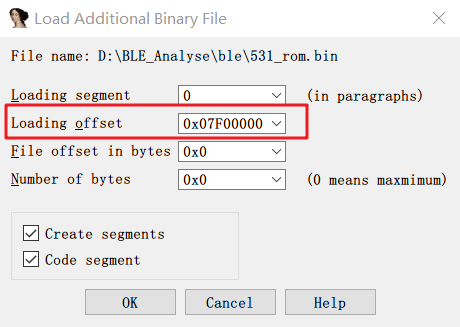 Load Additional Binary File
File name: D:\BLE_Analyse\ble\531_rom.bin
Loading segment 0 (in paragraphs)
Loading offset 0x07F00000
File offset in bytes 0x0
Number of bytes 0x0 (0 means maxmimum)
Create segments
Code segment
OK Cancel Help